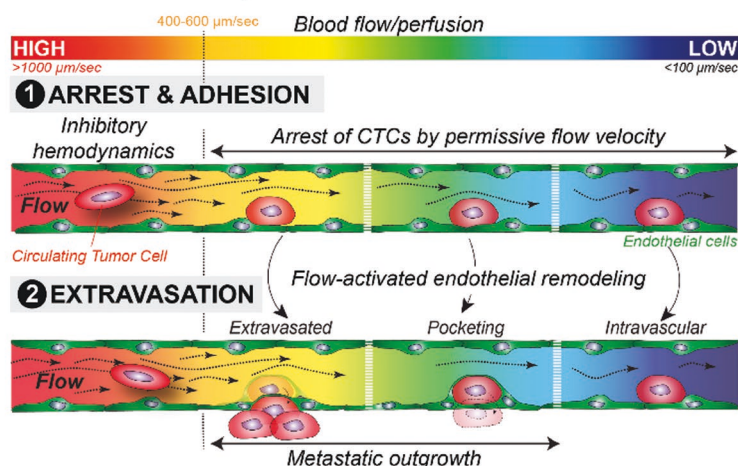 400-600 µm/sec
Blood flow/perfusion
HIGH
LOW
>1000 µm/sec
<100 µm/sec
1 ARREST & ADHESION
Inhibitory
hemodynamics
Arrest of CTCs by permissive flow velocity
Flow
Circulating Tumor Cell
Endothelial cells
Flow-activated endothelial remodeling
2 EXTRAVASATION
Extravasated
Pocketing
Intravascular
Flow
Metastatic outgrowth